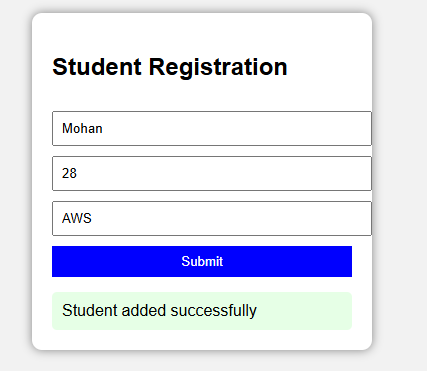 Student Registration
Mohan
28
AWS
Submit
Student added successfully